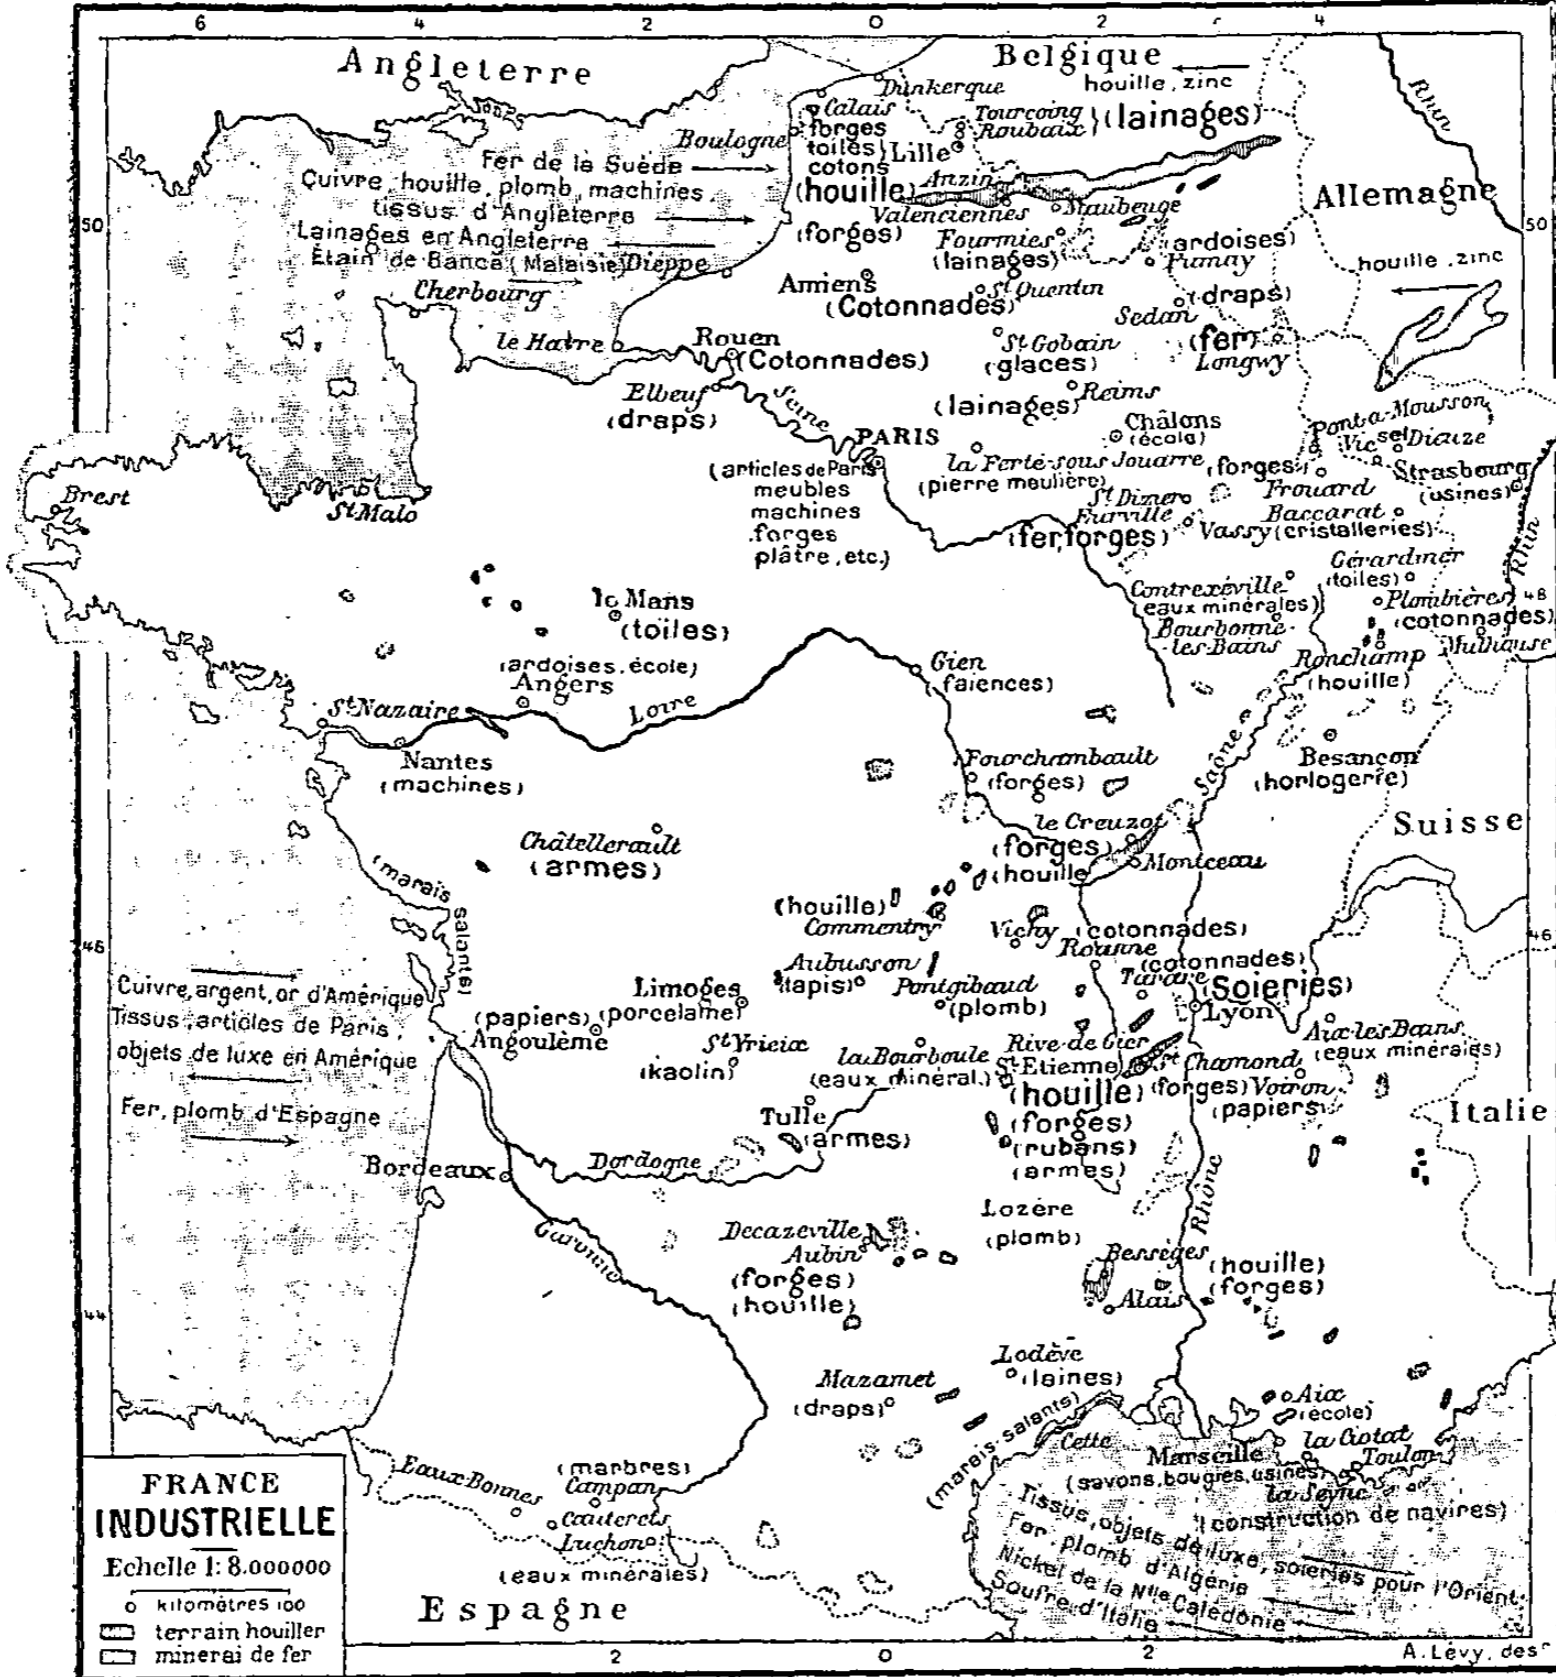 6 4 2 0 2 4
Angleterre
Belgique
houille, zinc
Rhin
Dunkerque
Calais
forges
toiles
cotons
Tourcoing
Roubaix
(lainages)
Boulogne
Lille
Fer de la Suède
Cuivre, houille, plomb, machines,
tissus d'Angleterre
Lainages en Angleterre
Étain de Banca (Malaisie)
(houille)
Anzin
Valenciennes
Maubeuge
Allemagne
50
50
(forges)
Fourmies
(lainages)
(ardoises)
Fumay
houille, zinc
Dieppe
Cherbourg
Amiens
(Cotonnades)
St Quentin
(draps)
Sedan
le Havre
Rouen
(Cotonnades)
St Gobain
(glaces)
(fer)
Longwy
Elbeuf
(draps)
Seine
(lainages)
Reims
Châlons
(école)
Pont-à-Mousson
Vic
sel
Dieuze
PARIS
(articles de Paris
meubles
machines
forges
plâtre, etc.)
la Ferté-sous Jouarre
(pierre meulière)
(forges)
Frouard
Strasbourg
(usines)
Brest
St Malo
St Dizier
Eurville
(fer, forges)
Vassy
Baccarat
(cristalleries)
Rhin
Gérardmer
(toiles)
Contrexéville
eaux minérales)
Bourbonne-
-les-Bains
Plombières
48
(cotonnades)
Mulhouse
le Mans
(toiles)
(ardoises. école)
Angers
Gien
faiences)
Ronchamp
(houille)
St Nazaire
Loire
Nantes
(machines)
Fourchambault
(forges)
Saône
Besançon
(horlogerie)
Suisse
Châtellerault
(armes)
le Creuzot
(forges)
(houille
Montceau
(marais
salants)
(houille)
Commentry
Vichy
(cotonnades)
Roanne
46
46
Cuivre, argent, or d'Amérique
Tissus, articles de Paris,
objets de luxe en Amérique
Fer, plomb d'Espagne
Aubusson
(tapis)
Pontgibaud
(plomb)
(cotonnades)
Tarare
(Soieries)
Lyon
Limoges
(porcelaine)
(papiers)
Angoulème
St Yrieix
(kaolin)
la Bourboule
(eaux minéral.)
Rive-de Gier
St Etienne
St Chamond
Aix-les-Bains
(eaux minérales)
(houille)
(forges)
(forges)
(rubans)
(armes)
Voiron
(papiers)
Italie
Tulle
(armes)
Bordeaux
Dordogne
Garonne
Lozère
(plomb)
Rhône
Decazeville
Aubin
(forges)
(houille)
Bessèges
(houille)
(forges)
Alais
44
Lodève
(laines)
Mazamet
(draps)
(marais-salants)
Cette
Aix
(école)
la Ciotat
Marseille
(savons, bougies, usines)
Toulon
la Seyne
(construction de navires)
Eaux Bonnes
(marbres)
Campan
Cauterets
Luchon
(eaux minérales)
Espagne
Tissus, objets de luxe, soieries pour l'Orient
Fer, plomb d'Algérie
Nickel de la Nlle Calédonie
Soufre d'Italie
FRANCE
INDUSTRIELLE
Echelle 1: 8.000000
0 kilomètres 100
terrain houiller
minerai de fer
2 0 2
A. Lévy, des.